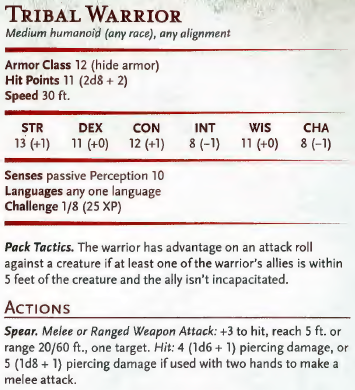 TRIBAL WARRIOR
Medium humanoid (any race), any alignment
Armor Class 12 (hide armor)
Hit Points 11 (2d8 + 2)
Speed 30 ft.
STR DEX CON INT WIS CHA
13 (+1) 11 (+0) 12 (+1) 8 (−1) 11 (+0) 8 (−1)
Senses passive Perception 10
Languages any one language
Challenge 1/8 (25 XP)
Pack Tactics. The warrior has advantage on an attack roll
against a creature if at least one of the warrior's allies is within
5 feet of the creature and the ally isn't incapacitated.
ACTIONS
Spear. Melee or Ranged Weapon Attack: +3 to hit, reach 5 ft. or
range 20/60 ft., one target. Hit: 4 (1d6 + 1) piercing damage, or
5 (1d8 + 1) piercing damage if used with two hands to make a
melee attack.